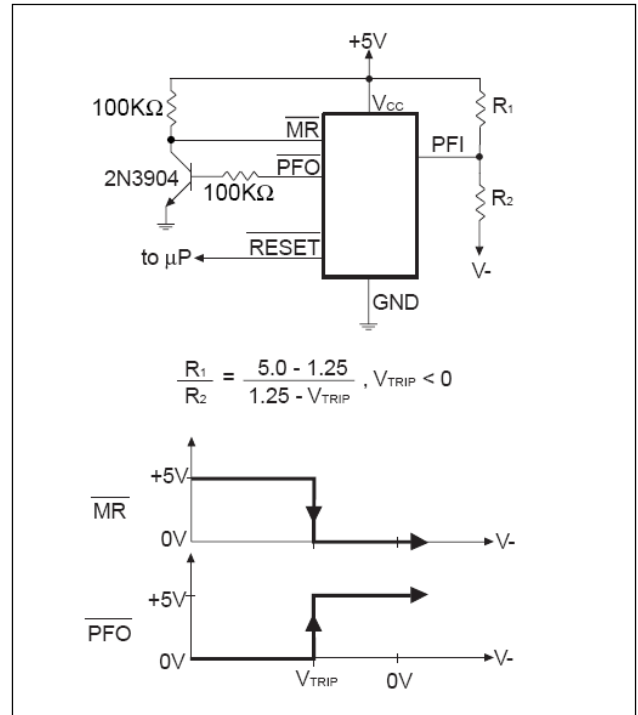 +5V
100KΩ
VCC
R1
MR
PFI
PFO
2N3904
100KΩ
R2
RESET
to μP
V-
GND
R1 / R2 = 5.0 - 1.25 / 1.25 - VTRIP , VTRIP < 0
+5V
MR
0V
V-
+5V
PFO
0V
V-
VTRIP
0V